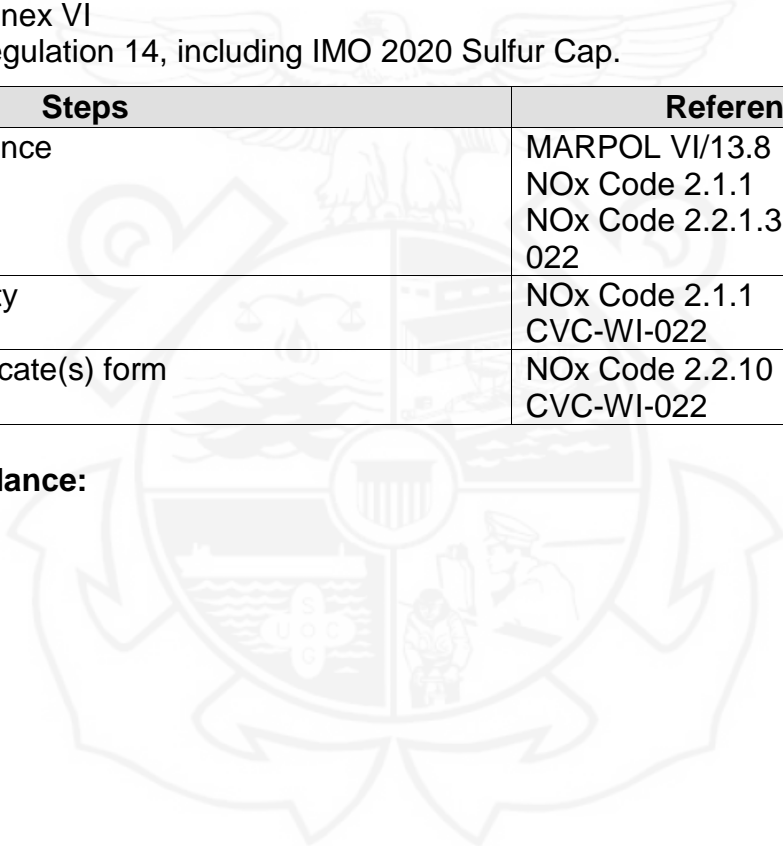 nex VI
egulation 14, including IMO 2020 Sulfur Cap.
Steps Referen
nce MARPOL VI/13.8
NOx Code 2.1.1
NOx Code 2.2.1.3
022
ty NOx Code 2.1.1
CVC-WI-022
cate(s) form NOx Code 2.2.10
CVC-WI-022
dance:
S
U O C
G